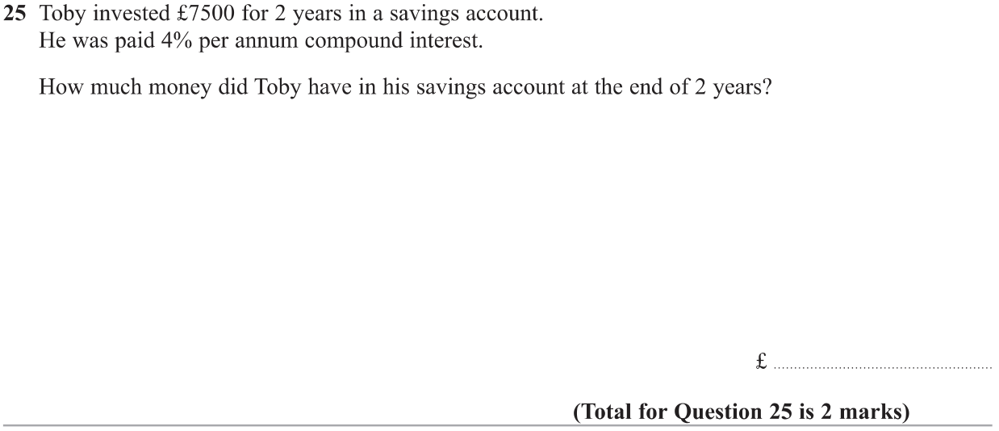 25 Toby invested £7500 for 2 years in a savings account.
He was paid 4% per annum compound interest.
How much money did Toby have in his savings account at the end of 2 years?
£ ........................................................
(Total for Question 25 is 2 marks)